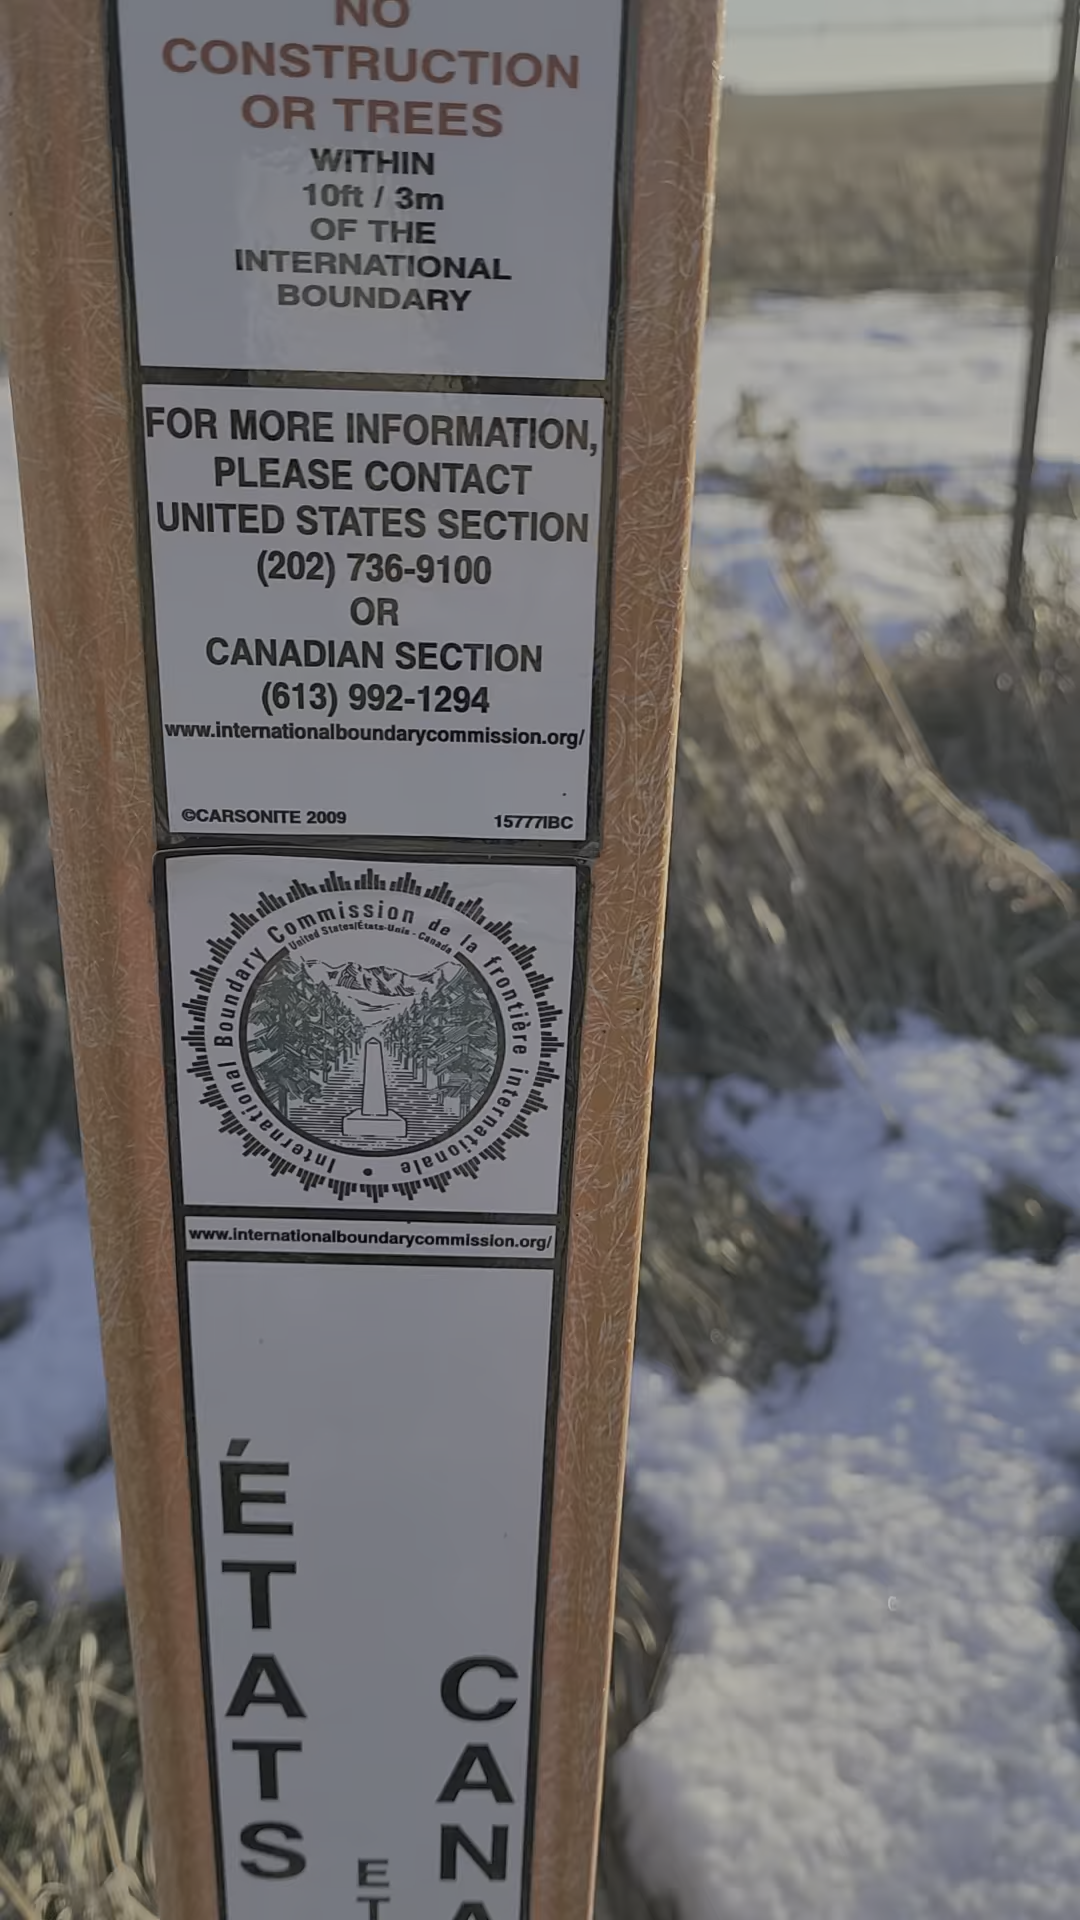 NO
CONSTRUCTION
OR TREES
WITHIN
10ft / 3m
OF THE
INTERNATIONAL
BOUNDARY
FOR MORE INFORMATION,
PLEASE CONTACT
UNITED STATES SECTION
(202) 736-9100
OR
CANADIAN SECTION
(613) 992-1294
www.internationalboundarycommission.org/
©CARSONITE 2009
15777IBC
International Boundary Commission de la frontière internationale
United States/États-Unis - Canada
www.internationalboundarycommission.org/
ÉTATS
ET
CANA